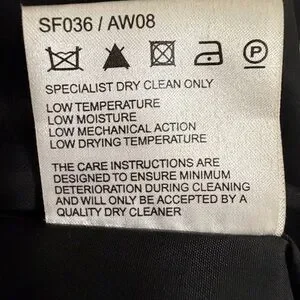 SF036 / AW08
P
SPECIALIST DRY CLEAN ONLY
LOW TEMPERATURE
LOW MOISTURE
LOW MECHANICAL ACTION
LOW DRYING TEMPERATURE
THE CARE INSTRUCTIONS ARE
DESIGNED TO ENSURE MINIMUM
DETERIORATION DURING CLEANING
AND WILL ONLY BE ACCEPTED BY A
QUALITY DRY CLEANER